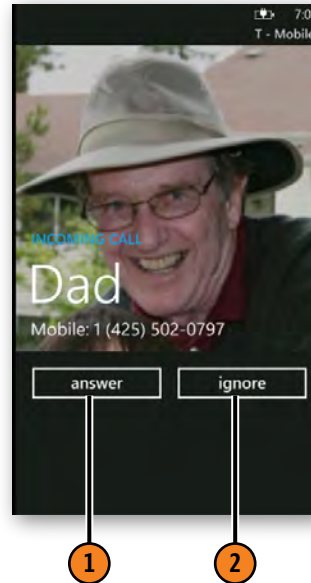 7:0
T - Mobile
INCOMING CALL
Dad
Mobile: 1 (425) 502-0797
answer
ignore
1
2